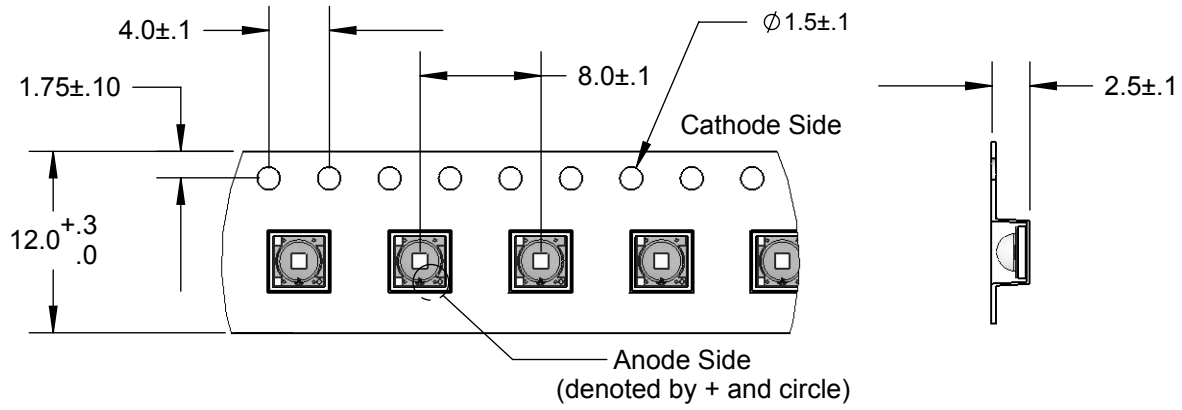 4.0±.1
⌀1.5±.1
1.75±.10
8.0±.1
2.5±.1
Cathode Side
12.0 +.3
.0
Anode Side
(denoted by + and circle)